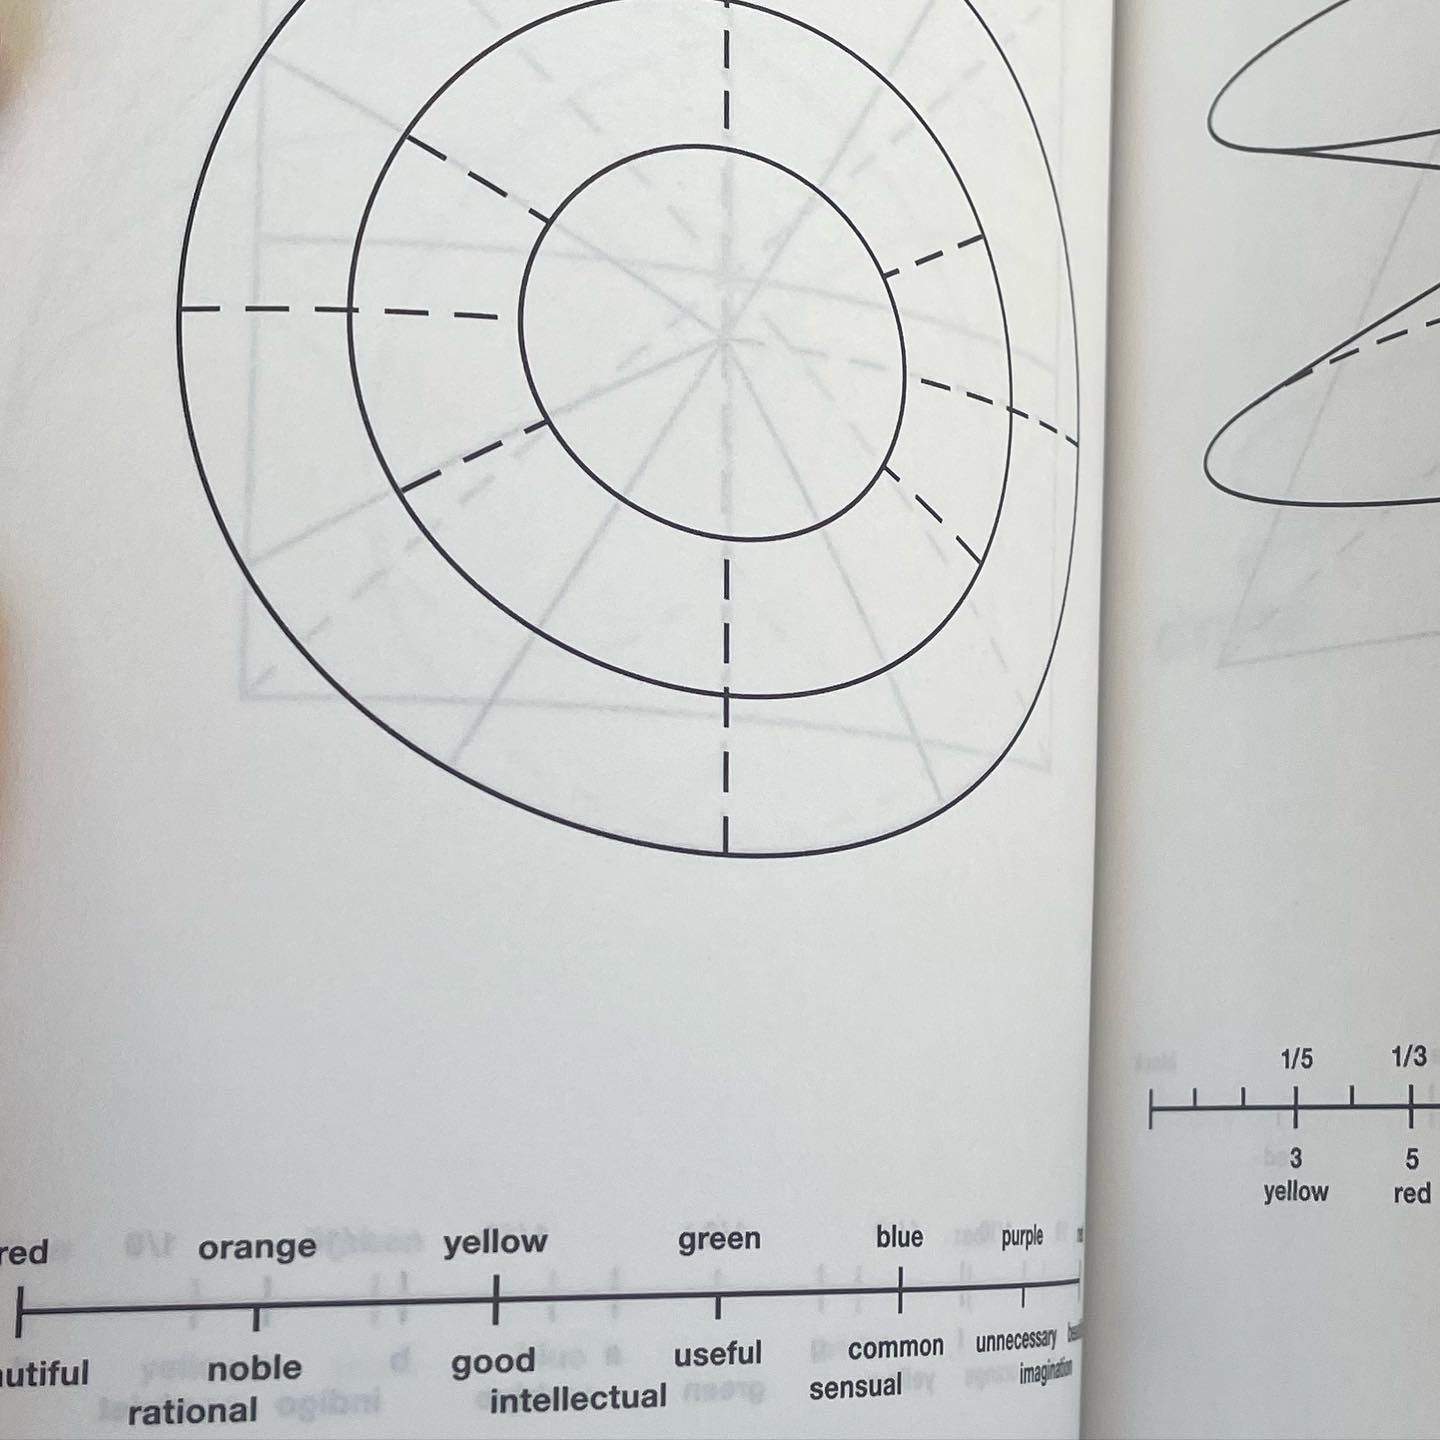 red orange yellow green blue purple
utiful noble good useful common unnecessary
rational intellectual sensual imagination
1/5 1/3
3 5
yellow red